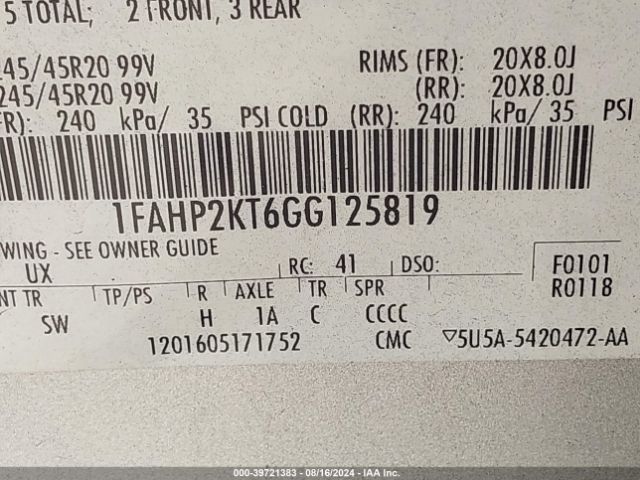 5 TOTAL; 2 FRONT, 3 REAR
245/45R20 99V RIMS (FR): 20X8.0J
245/45R20 99V (RR): 20X8.0J
FR): 240 kPa/ 35 PSI COLD (RR): 240 kPa/ 35 PSI
1FAHP2KT6GG125819
WING - SEE OWNER GUIDE
UX RC: 41 DSO: F0101
NT TR TP/PS R AXLE TR SPR R0118
SW H 1A C CCCC
1201605171752 CMC ▽5U5A-5420472-AA
000-39721383 - 08/16/2024 - IAA Inc.